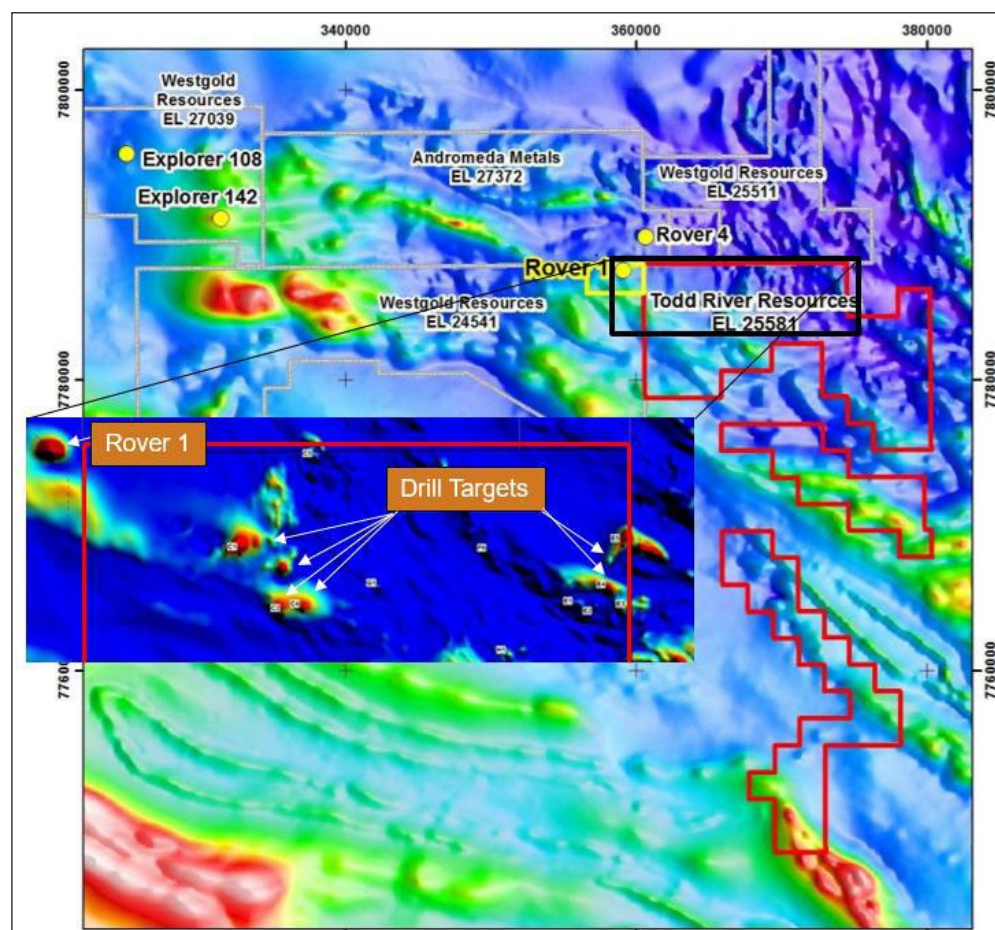 340000
360000
380000
7800000
7800000
Westgold
Resources
EL 27039
Explorer 108
Andromeda Metals
EL 27372
Westgold Resources
EL 25511
Explorer 142
Rover 4
Rover 1
Westgold Resources
EL 24541
Todd River Resources
EL 25581
7780000
7780000
Rover 1
Drill Targets
7760000
7760000